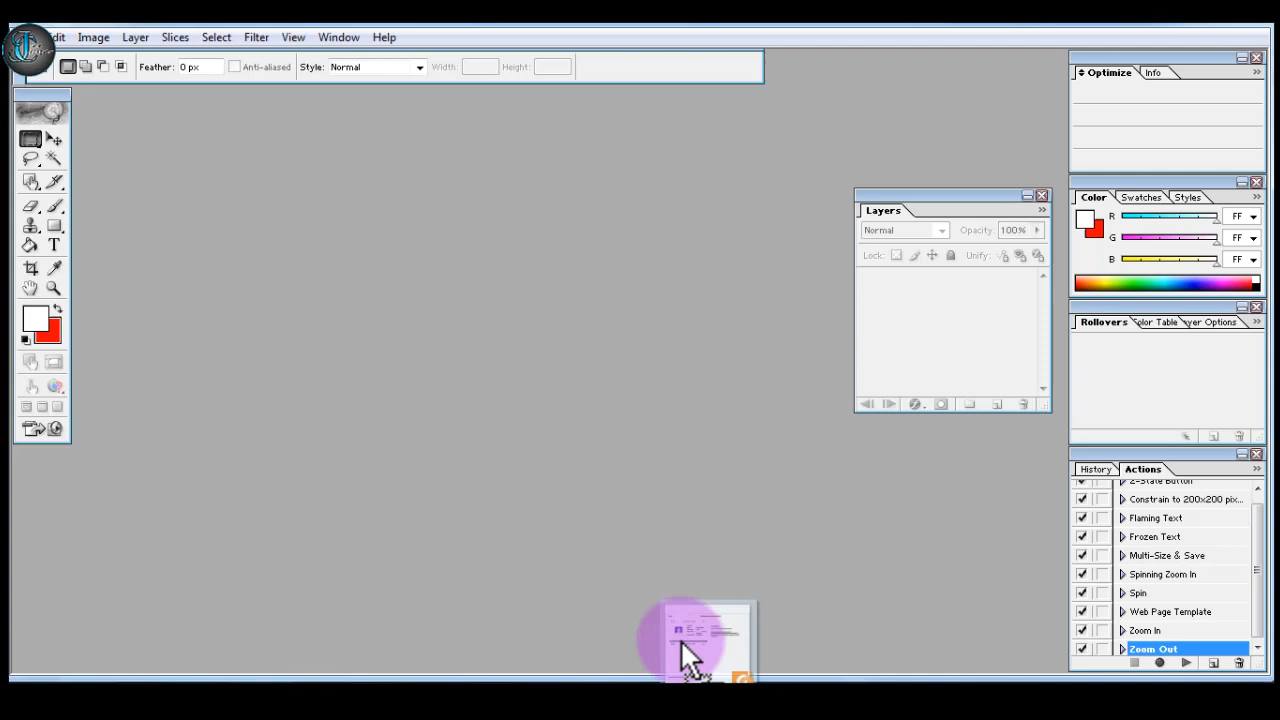 Edit Image Layer Slices Select Filter View Window Help
Feather: 0 px Anti-aliased Style: Normal Width: Height:
Optimize Info
Color Swatches Styles
R FF
G FF
B FF
Layers
Normal Opacity: 100%
Lock: Unify:
Rollovers Color Table Layer Options
History Actions
2-State Button
Constrain to 200x200 pix...
Flaming Text
Frozen Text
Multi-Size & Save
Spinning Zoom In
Spin
Web Page Template
Zoom In
Zoom Out
T